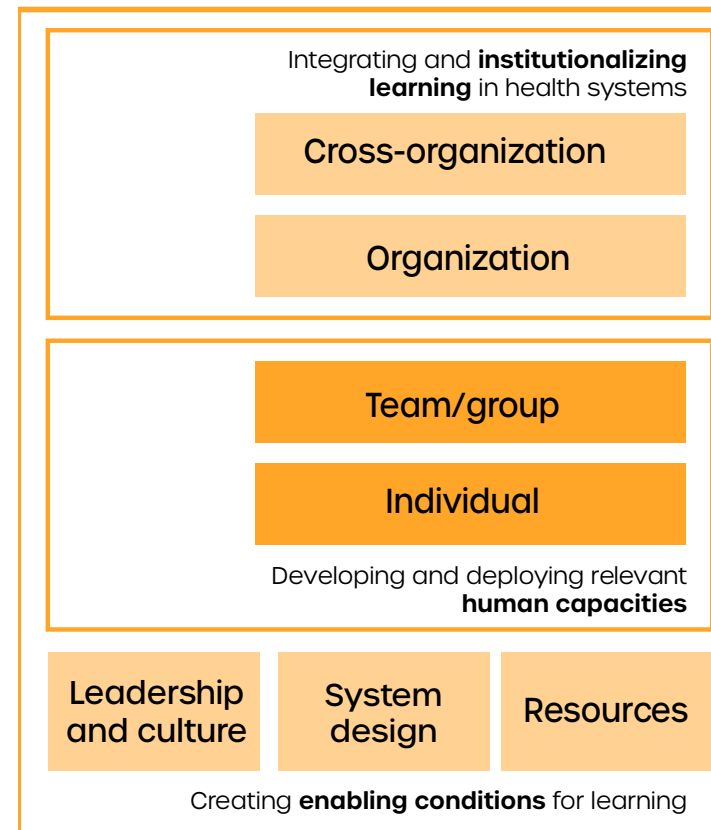 Integrating and institutionalizing
learning in health systems
Cross-organization
Organization
Team/group
Individual
Developing and deploying relevant
human capacities
Leadership
and culture
System
design
Resources
Creating enabling conditions for learning